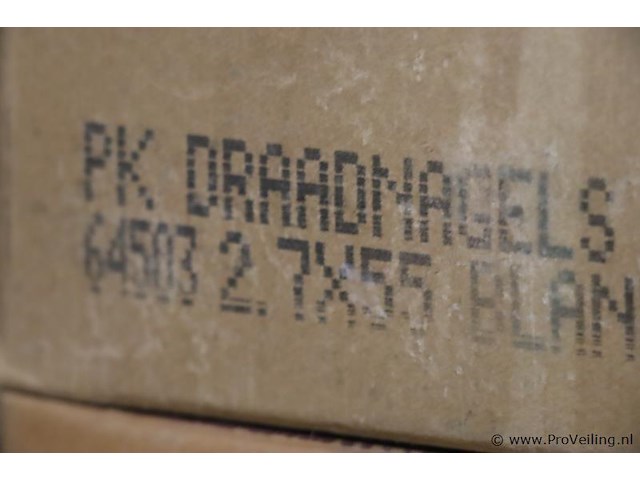 PK DRAADNAGELS
64503 2.7X55 BLAN
© www.ProVeiling.nl